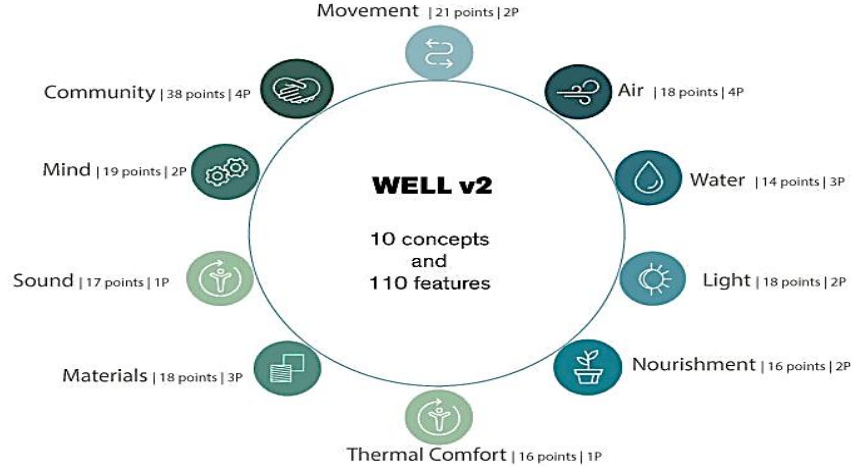 Movement | 21 points | 2P
Community | 38 points | 4P
Air | 18 points | 4P
Mind | 19 points | 2P
Water | 14 points | 3P
WELL v2
10 concepts
and
110 features
Sound | 17 points | 1P
Light | 18 points | 2P
Materials | 18 points | 3P
Nourishment | 16 points | 2P
Thermal Comfort | 16 points | 1P